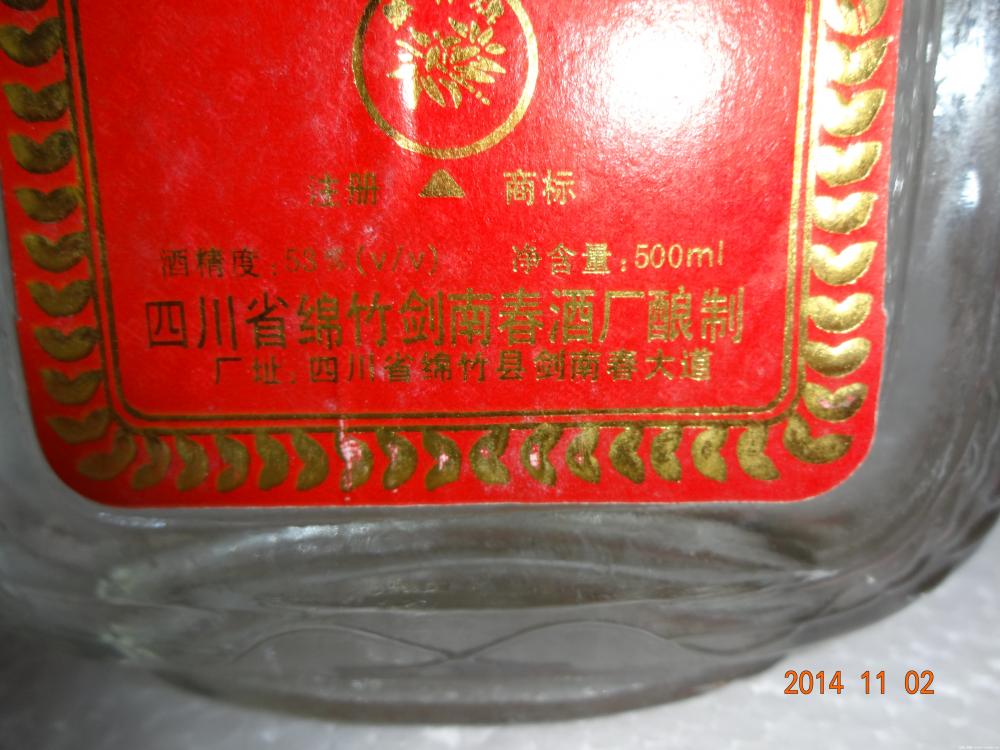 注册 商标
酒精度:53%(v/v) 净含量:500ml
四川省绵竹剑南春酒厂酿制
厂址:四川省绵竹县剑南春大道
2014 11 02